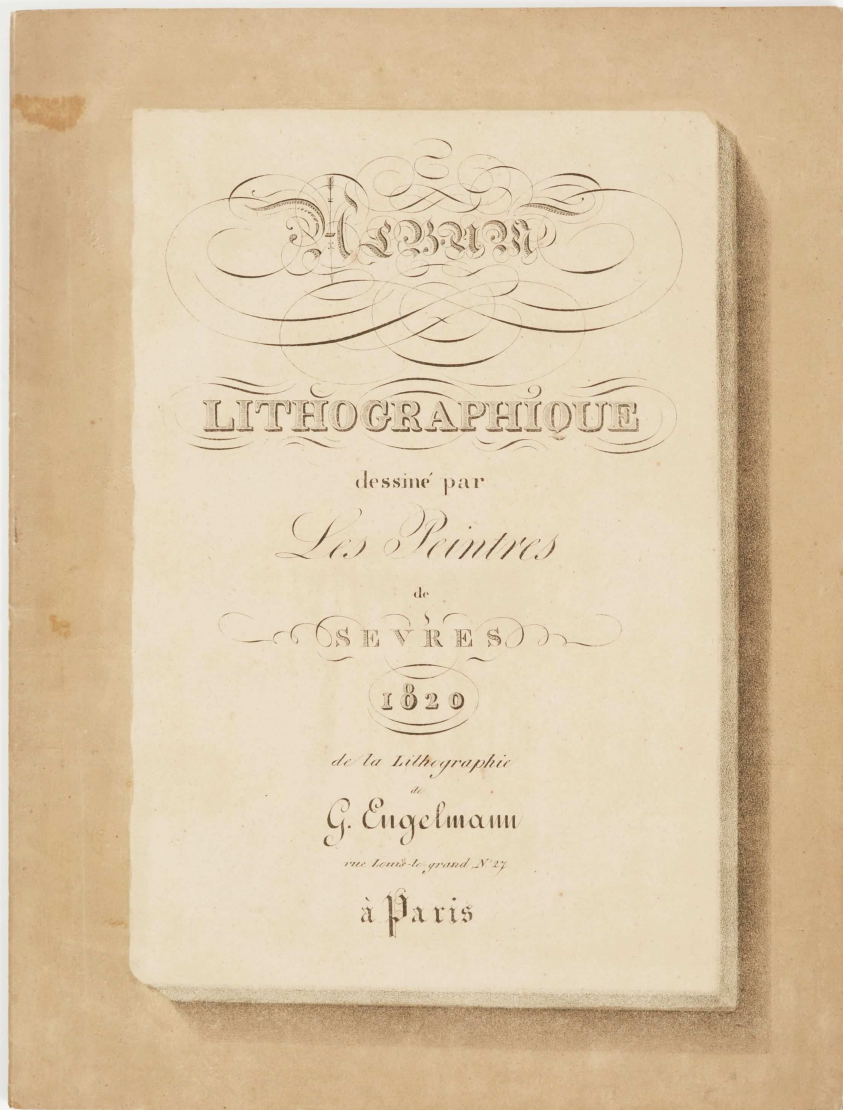 ALBUM
LITHOGRAPHIQUE
dessiné par
Les Peintres
de
SEVRES
1820
de la Lithographie
de
G. Engelmann
rue Louis-le-grand N° 27
à Paris